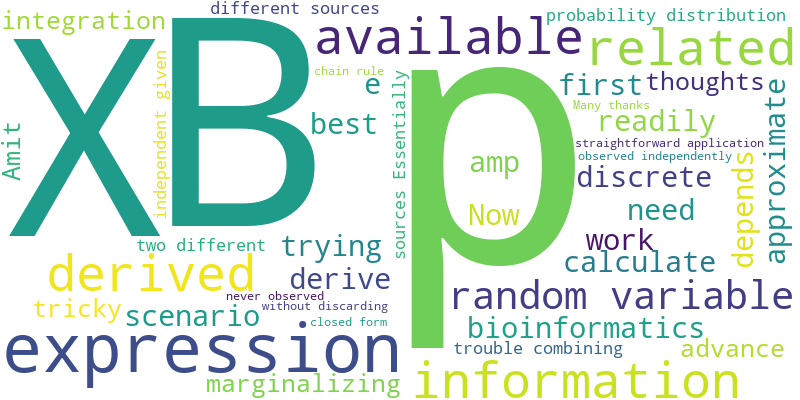 integration
different sources
probability distribution
XB
p
available
related
independent given
chain rule
e
first
thoughts
Amit
best
sources Essentially
Many thanks
readily
straightforward application
amp
observed independently
discrete
approximate
Now
need
depends
two different
trying
work
calculate
derived
derive
random variable
never observed
tricky
scenario
without discarding
closed form
bioinformatics
expression
trouble combining
advance
marginalizing
information